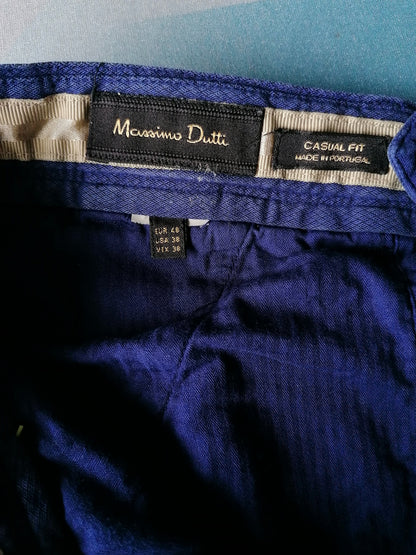 Massimo Dutti
CASUAL FIT
MADE IN PORTUGAL
EUR 48
USA 38
MEX 38